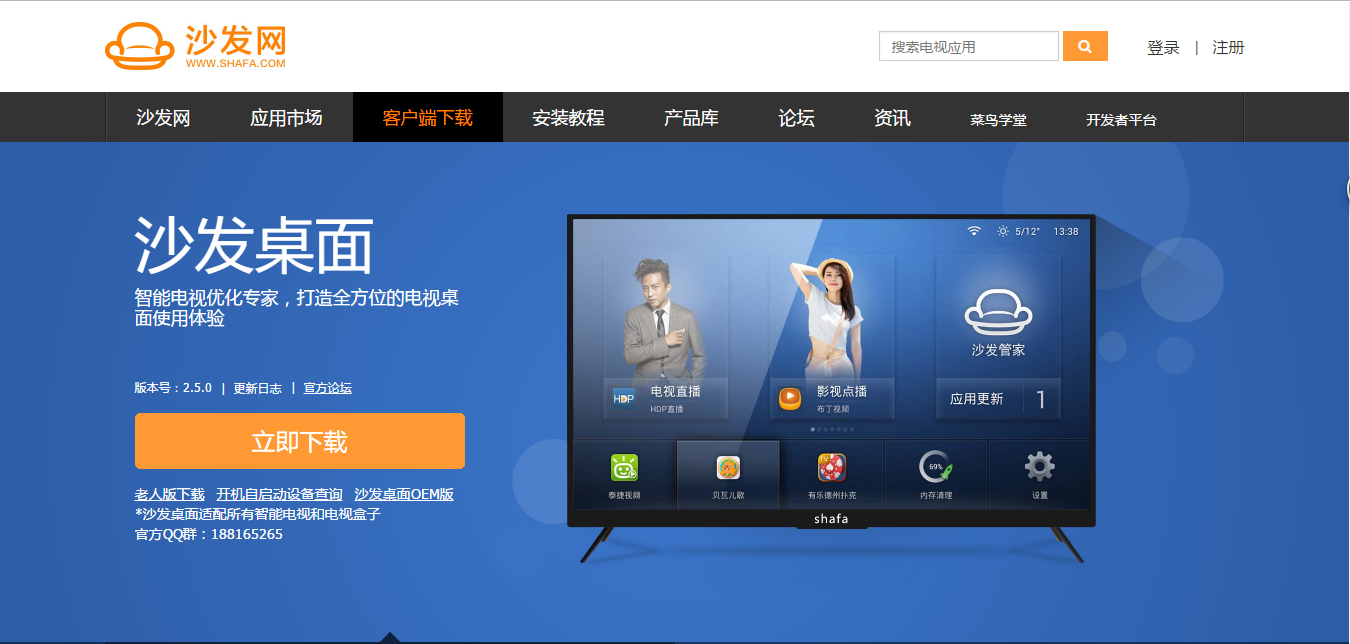 沙发网
WWW.SHAFA.COM
搜索电视应用
登录 | 注册
沙发网 应用市场 客户端下载 安装教程 产品库 论坛 资讯 菜鸟学堂 开发者平台
沙发桌面
智能电视优化专家，打造全方位的电视桌
面使用体验
版本号：2.5.0 | 更新日志 | 官方论坛
立即下载
老人版下载 开机自启动设备查询 沙发桌面OEM版
*沙发桌面适配所有智能电视和电视盒子
官方QQ群：188165265
5/12° 13:38
沙发管家
HDP 电视直播
HDP直播
影视点播
布丁视频
应用更新 1
69%
泰捷视频 贝瓦儿歌 有乐德州扑克 内存清理 设置
shafa